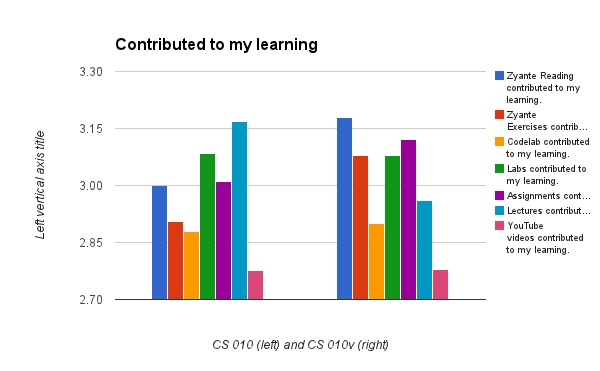 Contributed to my learning
3.30
3.15
3.00
2.85
2.70
Left vertical axis title
CS 010 (left) and CS 010v (right)
Zyante Reading
contributed to my
learning.
Zyante
Exercises contrib...
Codelab contributed
to my learning.
Labs contributed to
my learning.
Assignments cont...
Lectures contribut...
YouTube
videos contributed
to my learning.